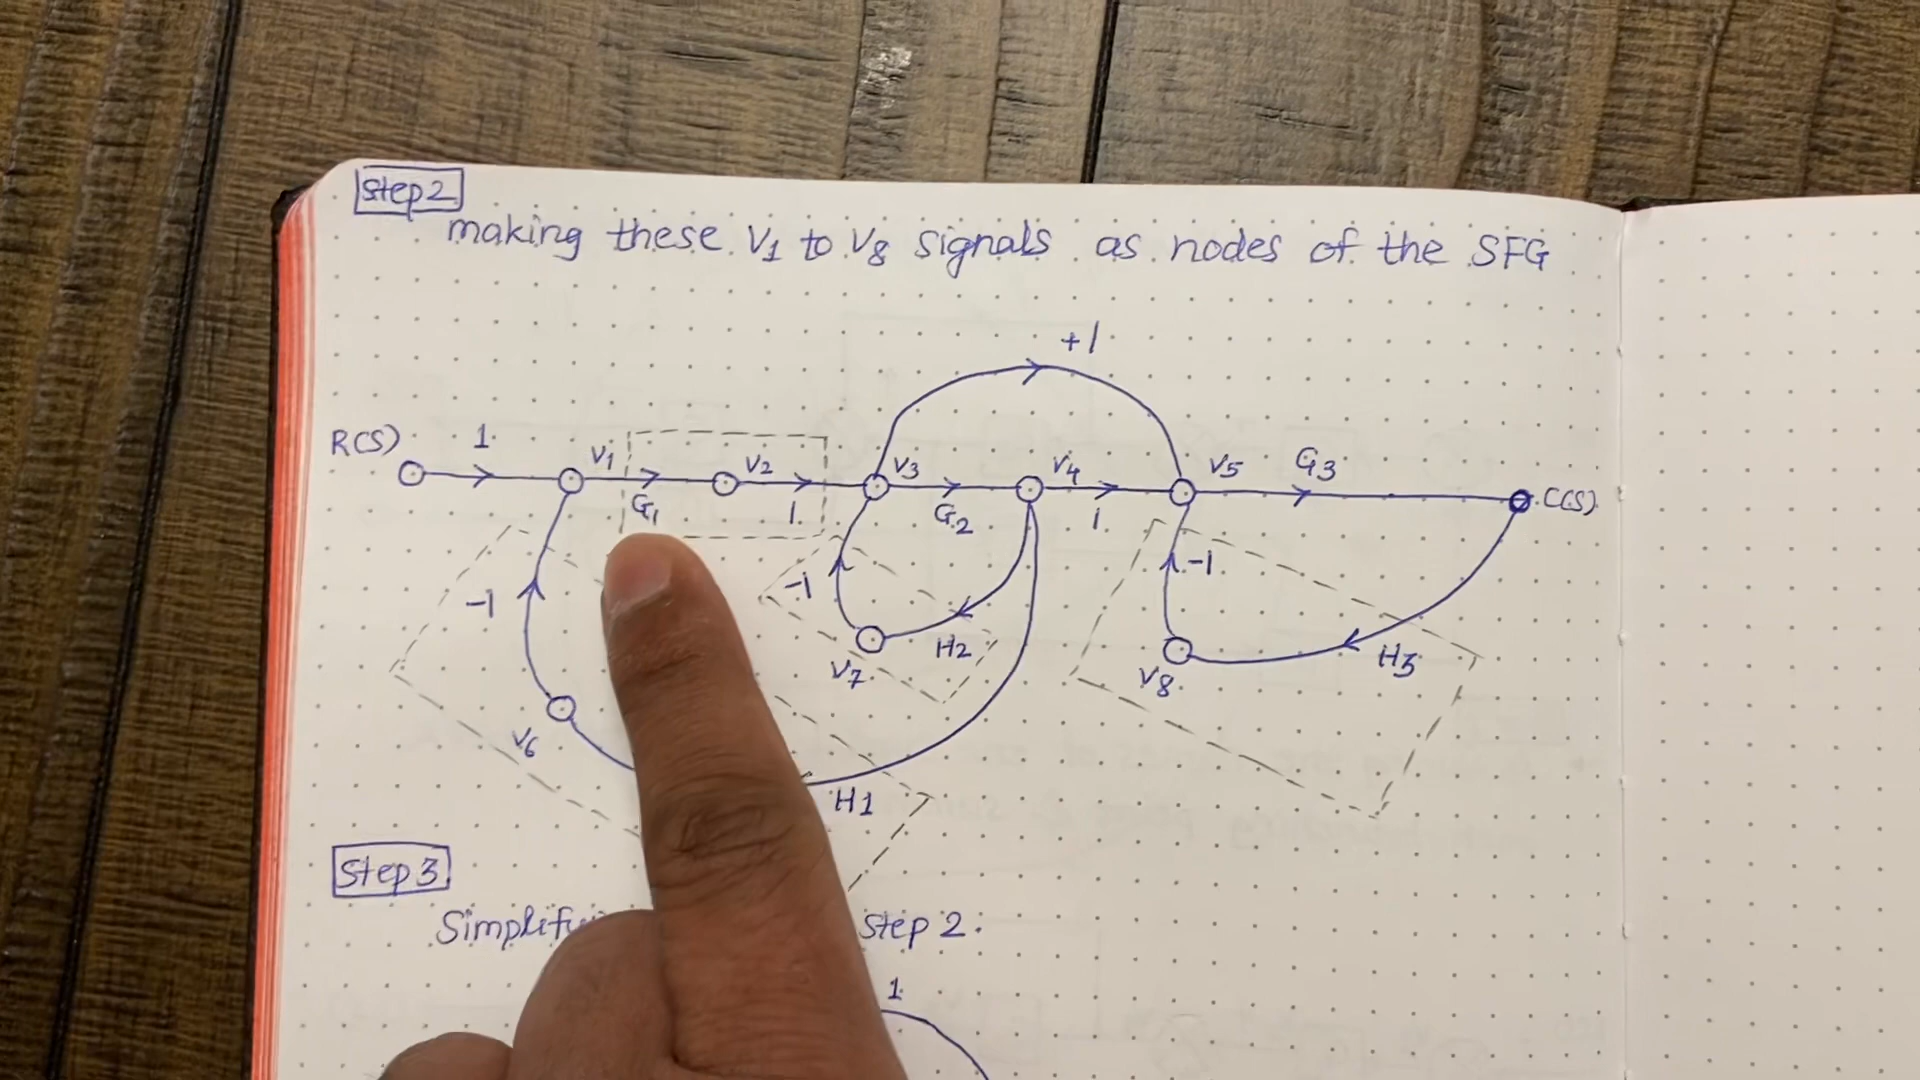 Step 2
making these V1 to V8 signals as nodes of the SFG
+1
R(S) 1 V1 G1 V2 1 V3 G2 V4 1 V5 G3 C(S)
-1 -1 -1
V6 V7 H2 V8 H3
H1
Step 3
Step 2.
1